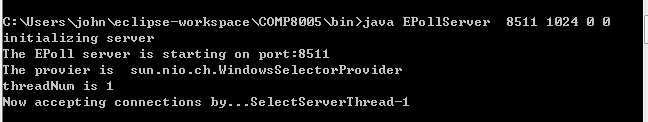 C:\Users\john\eclipse-workspace\COMP8005\bin>java EPollServer  8511 1024 0 0
initializing server
The EPoll server is starting on port:8511
The provier is  sun.nio.ch.WindowsSelectorProvider
threadNum is 1
Now accepting connections by...SelectServerThread-1